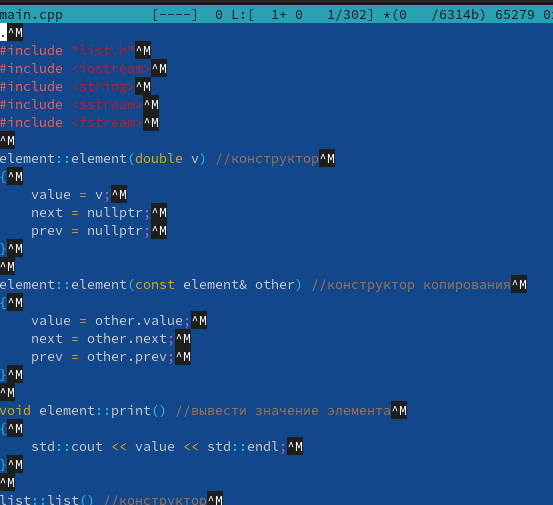 main.cpp [----] 0 L:[ 1+ 0 1/302] *(0 /6314b) 65279 0
.^M
#include "list.h"^M
#include <iostream>^M
#include <string>^M
#include <sstream>^M
#include <fstream>^M
^M
element::element(double v) //конструктор^M
{^M
    value = v;^M
    next = nullptr;^M
    prev = nullptr;^M
}^M
^M
element::element(const element& other) //конструктор копирования^M
{^M
    value = other.value;^M
    next = other.next;^M
    prev = other.prev;^M
}^M
^M
void element::print() //вывести значение элемента^M
{^M
    std::cout << value << std::endl;^M
}^M
^M
list::list() //конструктор^M